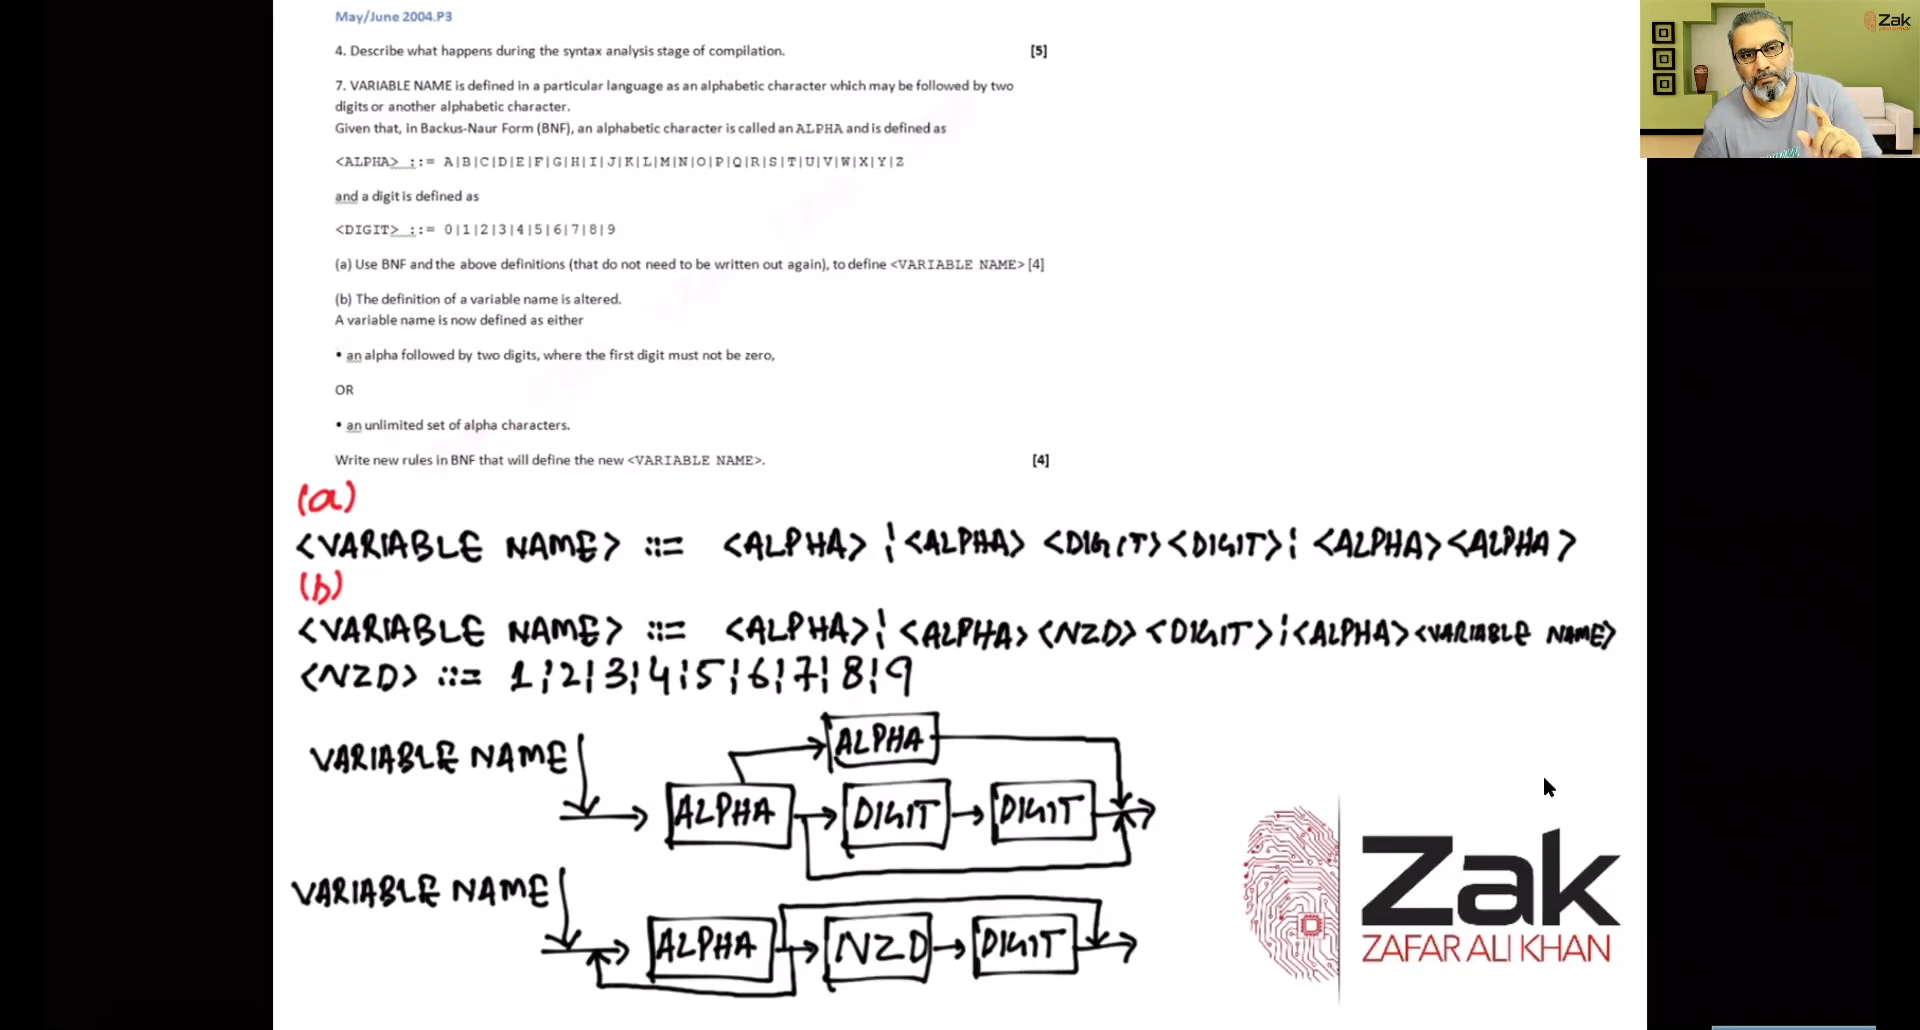 May/June 2004.P3
4. Describe what happens during the syntax analysis stage of compilation. [5]
7. VARIABLE NAME is defined in a particular language as an alphabetic character which may be followed by two
digits or another alphabetic character.
Given that, in Backus-Naur Form (BNF), an alphabetic character is called an ALPHA and is defined as
<ALPHA> ::= A|B|C|D|E|F|G|H|I|J|K|L|M|N|O|P|Q|R|S|T|U|V|W|X|Y|Z
and a digit is defined as
<DIGIT> ::= 0|1|2|3|4|5|6|7|8|9
(a) Use BNF and the above definitions (that do not need to be written out again), to define <VARIABLE NAME> [4]
(b) The definition of a variable name is altered.
A variable name is now defined as either
• an alpha followed by two digits, where the first digit must not be zero,
OR
• an unlimited set of alpha characters.
Write new rules in BNF that will define the new <VARIABLE NAME>. [4]
(a)
<VARIABLE NAME> ::= <ALPHA> | <ALPHA> <DIGIT><DIGIT> | <ALPHA><ALPHA>
(b)
<VARIABLE NAME> ::= <ALPHA> | <ALPHA> <NZD> <DIGIT> | <ALPHA> <VARIABLE NAME>
<NZD> ::= 1|2|3|4|5|6|7|8|9
ALPHA
VARIABLE NAME
ALPHA DIGIT DIGIT
VARIABLE NAME
ALPHA NZD DIGIT
Zak
ZAFAR ALI KHAN
Zak